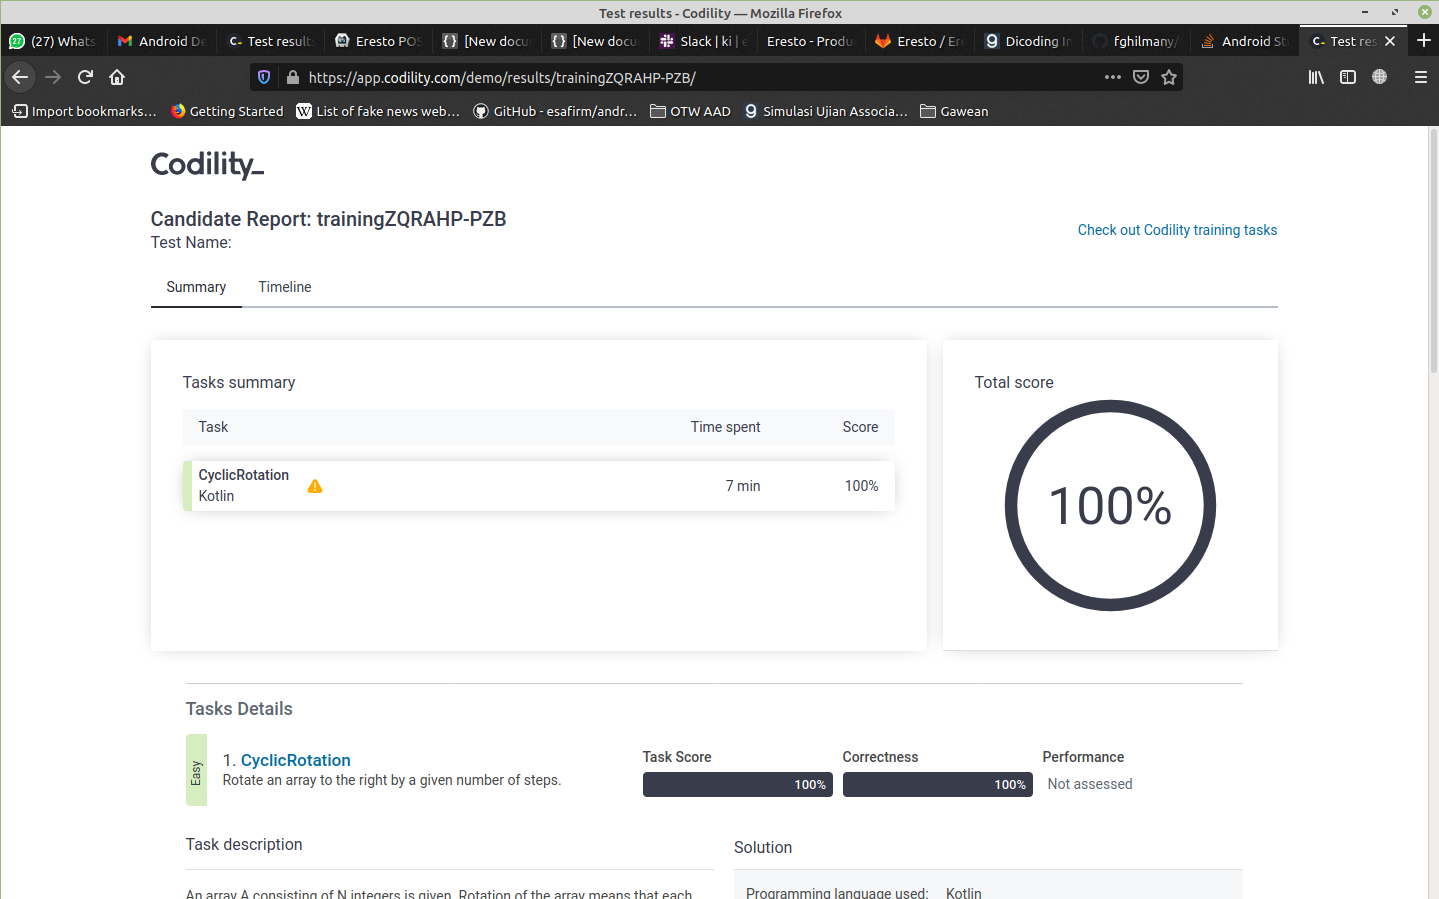 Test results - Codility — Mozilla Firefox
(27) Whats
Android De
Test results
Eresto POS
[New docu
[New docu
Slack | ki | e
Eresto - Produ
Eresto / Er
Dicoding In
fghilmany/
Android St
Test res
https://app.codility.com/demo/results/trainingZQRAHP-PZB/
Import bookmarks...
Getting Started
List of fake news web...
GitHub - esafirm/andr...
OTW AAD
Simulasi Ujian Associa...
Gawean
Codility_
Candidate Report: trainingZQRAHP-PZB
Test Name:
Check out Codility training tasks
Summary
Timeline
Tasks summary
Task
Time spent
Score
CyclicRotation
Kotlin
7 min
100%
Total score
100%
Tasks Details
Easy
1. CyclicRotation
Rotate an array to the right by a given number of steps.
Task Score
100%
Correctness
100%
Performance
Not assessed
Task description
An array A consisting of N integers is given. Rotation of the array means that each
Solution
Programming language used: Kotlin